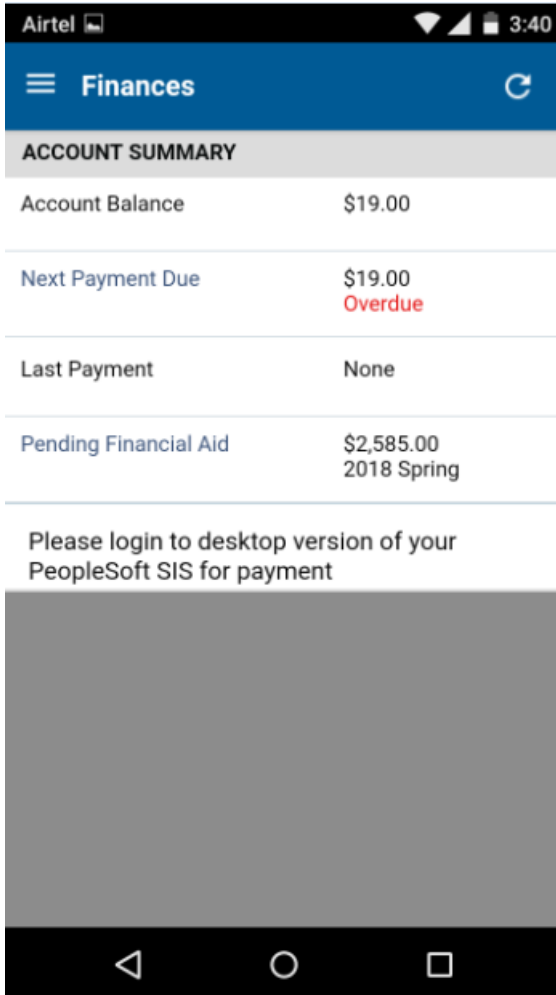 Airtel 3:40
Finances
ACCOUNT SUMMARY
Account Balance $19.00
Next Payment Due $19.00
Overdue
Last Payment None
Pending Financial Aid $2,585.00
2018 Spring
Please login to desktop version of your
PeopleSoft SIS for payment